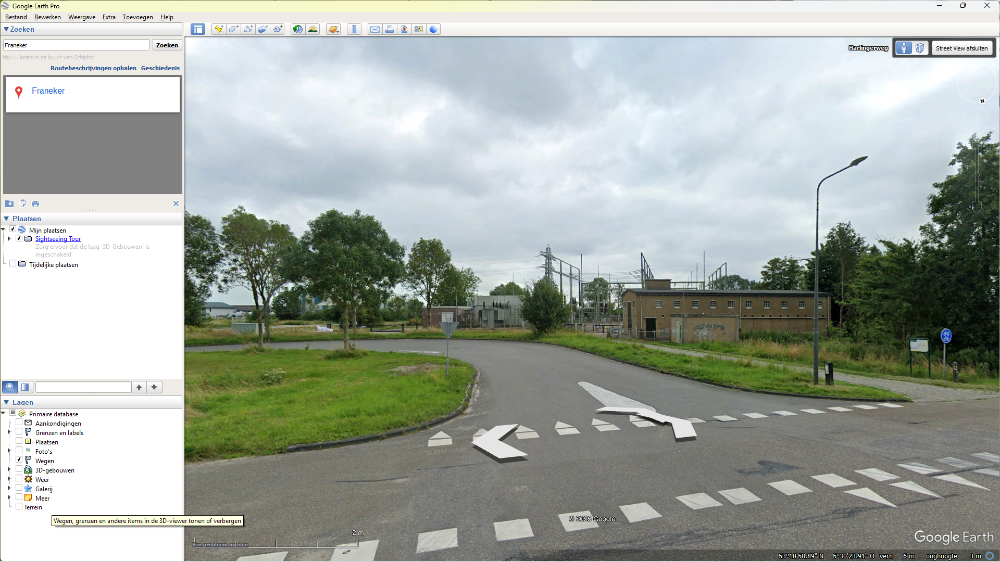 Google Earth Pro
Bestand Bewerken Weergave Extra Toevoegen Help
Zoeken
Franeker
Zoeken
bijv.: Hotels in de buurt van Schiphol
Routebeschrijvingen ophalen Geschiedenis
Franeker
Plaatsen
Mijn plaatsen
Sightseeing Tour
Zorg ervoor dat de laag '3D-Gebouwen' is
ingeschakeld
Tijdelijke plaatsen
Lagen
Primaire database
Aankondigingen
Grenzen en labels
Plaatsen
Foto's
Wegen
3D-gebouwen
Weer
Galerij
Meer
Terrein
Wegen, grenzen en andere items in de 3D-viewer tonen of verbergen
Harlingerweg
Street View afsluiten
N
© 2024 Google
© 2024 Google
© 2025 Google
2 m
Een probleem melden
Google Earth
53°10'58.89" N 5°30'23.91" O verh 6 m ooghoogte 3 m